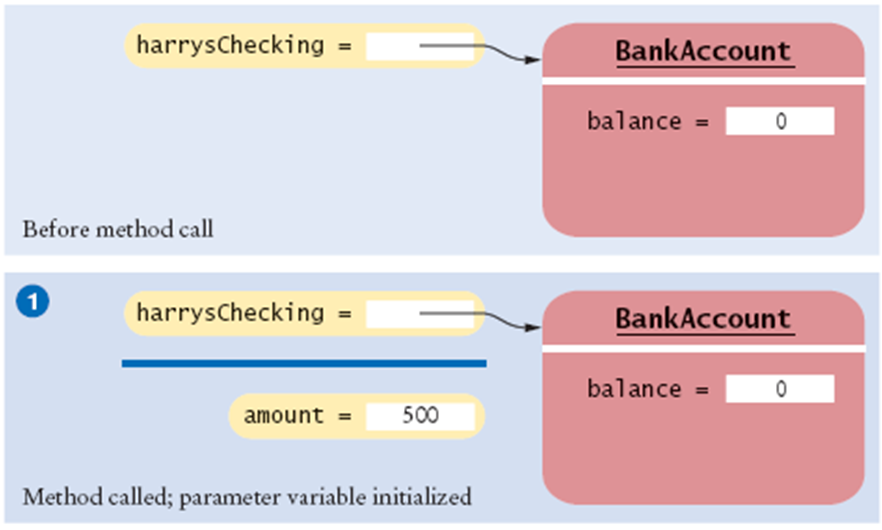 harrysChecking =
BankAccount
balance = 0
Before method call
1
harrysChecking =
BankAccount
balance = 0
amount = 500
Method called; parameter variable initialized